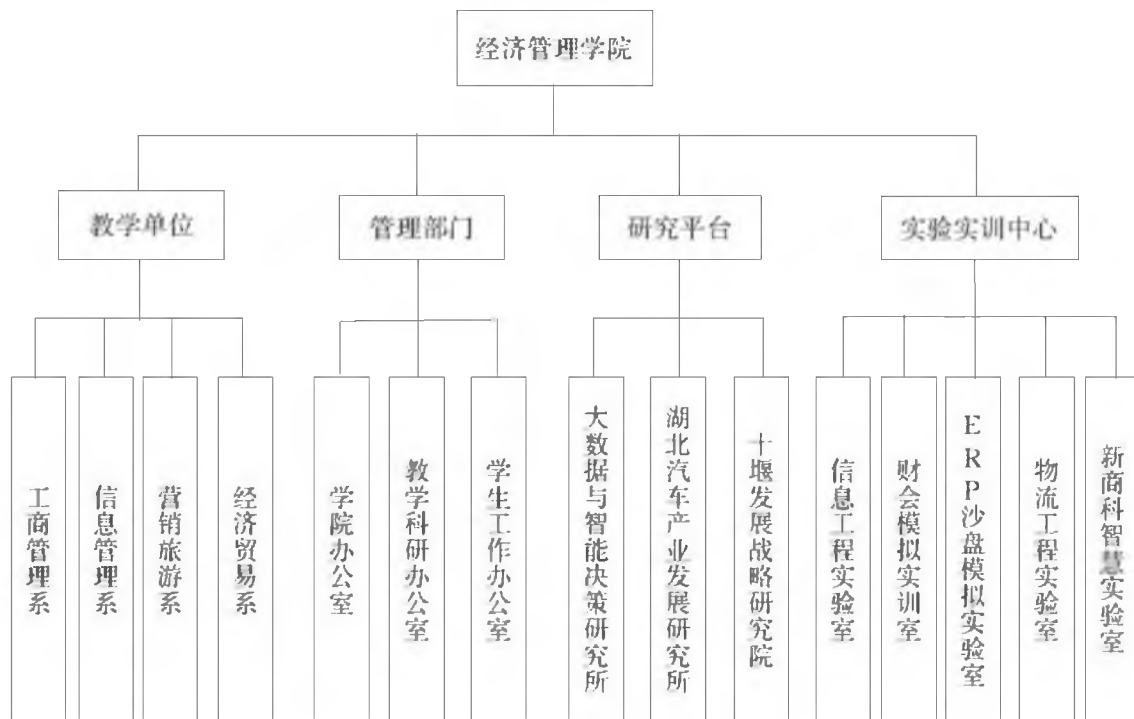 经济管理学院
教学单位
管理部门
研究平台
实验实训中心
工商管理系
信息管理系
营销旅游系
经济贸易系
学院办公室
教学科研办公室
学生工作办公室
大数据与智能决策研究所
湖北汽车产业发展研究所
十堰发展战略研究院
信息工程实验室
财会模拟实训室
ERP沙盘模拟实验室
物流工程实验室
新商科智慧实验室